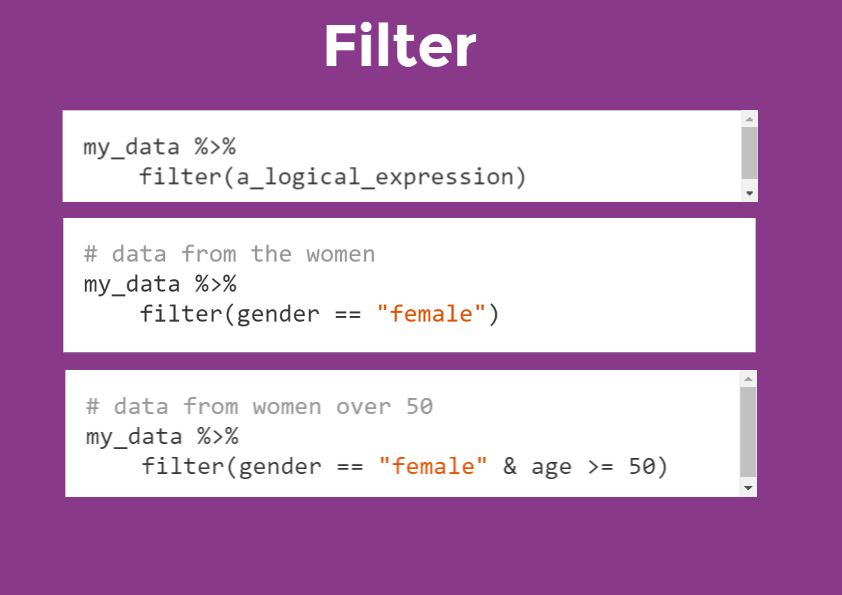 Filter
my_data %>%
    filter(a_logical_expression)
# data from the women
my_data %>%
    filter(gender == "female")
# data from women over 50
my_data %>%
    filter(gender == "female" & age >= 50)